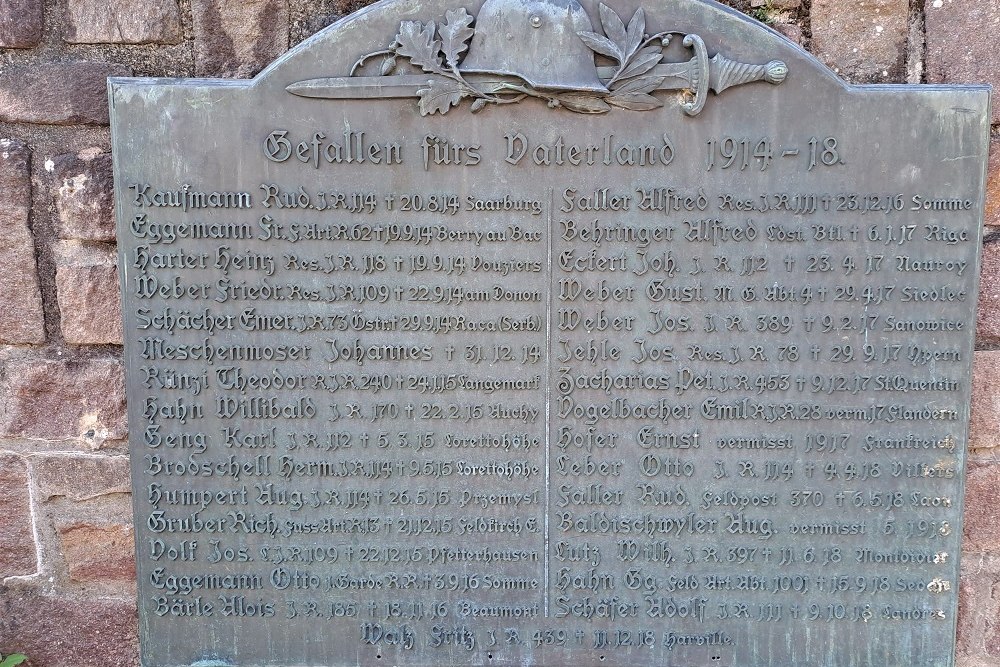 Gefallen fürs Vaterland 1914-18.
Kaufmann Rud. J.R.114 † 20.8.14 Saarburg
Eggemann Fr. F.Art.R.62 † 19.9.14 Berry au Bac
Harter Heinz Res.J.R. 118 † 19.9.14 Vouziers
Weber Friedr. Res.J.R.109 † 22.9.14 am Donon
Schächer Emer. J.R.73 Östr † 29.9.14 Raca (Serb.)
Meschenmoser Johannes † 31.12.14
Künzi Theodor R.J.R.240 † 24.1.15 Langemark
Hahn Willibald J.R. 170 † 22.2.15 Auchy
Geng Karl J.R. 112 † 5.3.15 Lorettohöhe
Brodschell Herm. J.R.114 † 9.5.15 Lorettohöhe
Humpert Aug. J.R.114 † 26.5.15 Przemysl
Gruber Rich. Fuss.Art.R.13 † 21.12.15 Feldkirch E.
Volk Jos. L.J.R.109 † 22.12.15 Pfetterhausen
Eggemann Otto J.Garde R.R. † 3.9.16 Somme
Bärle Alois J.R. 185 † 18.11.16 Beaumont
Faller Alfred Res.J.R.111 † 23.12.16 Somme
Behringer Alfred Ldst. Btl † 6.1.17 Riga
Eckert Joh. J.R. 112 † 23.4.17 Nauroy
Weber Gust. M.G.Abt 4 † 29.4.17 Siedlec
Weber Jos. J.R. 389 † 9.2.17 Sanowice
Jehle Jos. Res.J.R. 78 † 29.9.17 Ypern
Zacharias Pet. J.R.453 † 9.12.17 St.Quentin
Vogelbacher Emil R.J.R.28 verm.17 Flandern
Hofer Ernst vermisst 1917 Frankreich
Leber Otto J.R. 114 † 4.4.18 Villiers
Faller Rud. Feldpost 370 † 6.5.18 Laon
Baldischwyler Aug. vermisst 6.1918
Lutz Wilh. J.R. 397 † 11.6.18
Hahn Gg. Feld Art.Abt 1001 † 15.9.18
Schäfer Adolf J.R. 111 † 9.10.18 Landres
Walz Fritz J.R. 439 † 11.12.18 Harville.